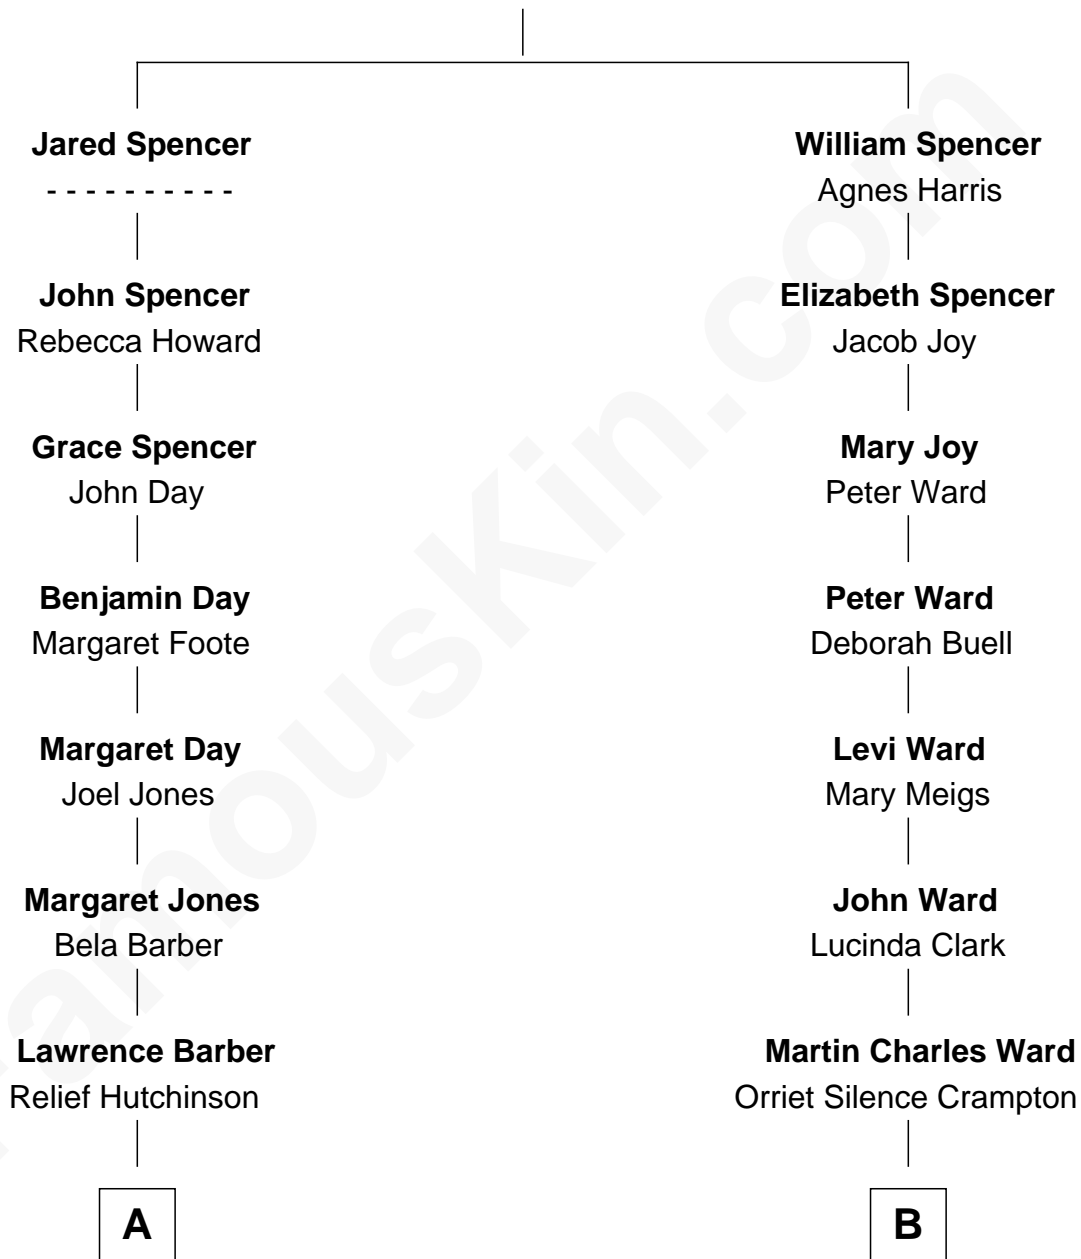 Jared Spencer
- - - - - - - - - -
John Spencer
Rebecca Howard
Grace Spencer
John Day
Benjamin Day
Margaret Foote
Margaret Day
Joel Jones
Margaret Jones
Bela Barber
Lawrence Barber
Relief Hutchinson
A
William Spencer
Agnes Harris
Elizabeth Spencer
Jacob Joy
Mary Joy
Peter Ward
Peter Ward
Deborah Buell
Levi Ward
Mary Meigs
John Ward
Lucinda Clark
Martin Charles Ward
Orriet Silence Crampton
B
FamousKin.com